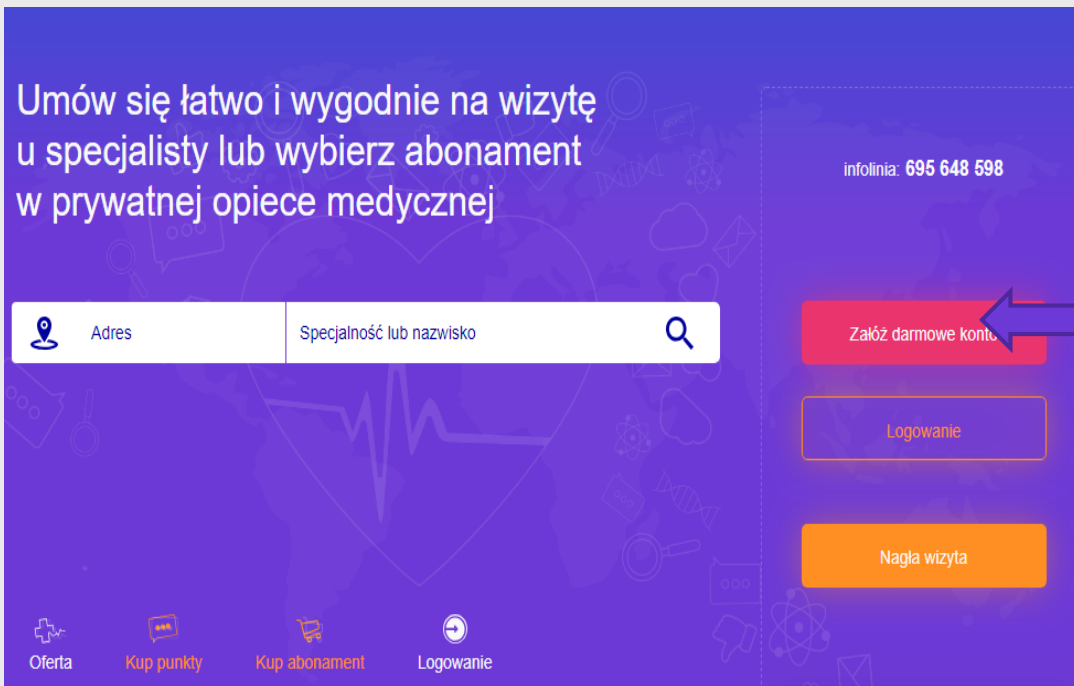 Umów się łatwo i wygodnie na wizytę
u specjalisty lub wybierz abonament
w prywatnej opiece medycznej
infolinia: 695 648 598
Adres
Specjalność lub nazwisko
Załóż darmowe konto
Logowanie
Nagła wizyta
Oferta
Kup punkty
Kup abonament
Logowanie